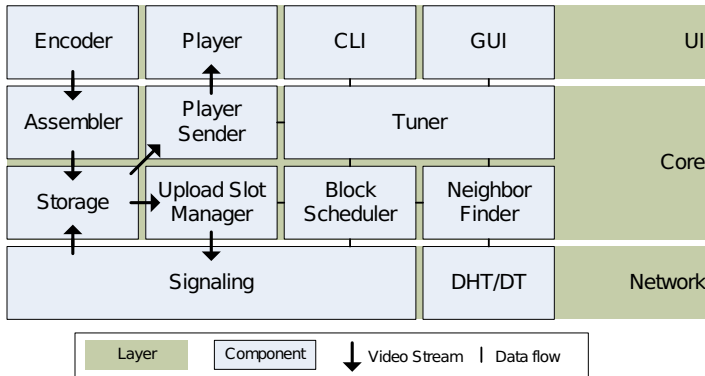 Encoder Player CLI GUI UI
Assembler Player Sender Tuner Core
Storage Upload Slot Manager Block Scheduler Neighbor Finder
Signaling DHT/DT Network
Layer Component Video Stream Data flow